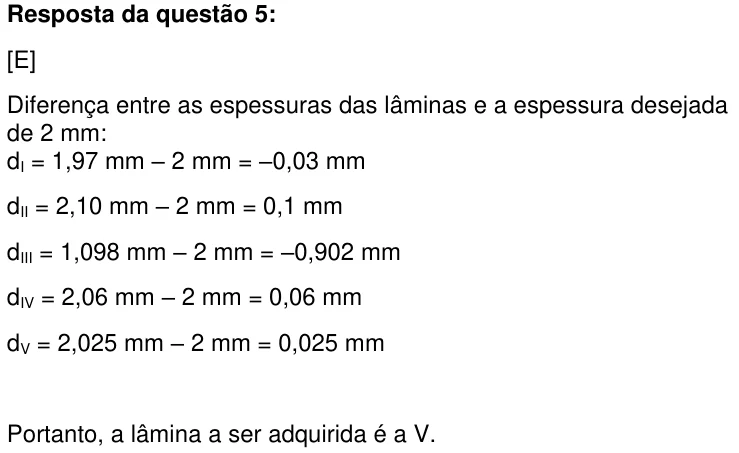 Resposta da questão 5:
[E]
Diferença entre as espessuras das lâminas e a espessura desejada
de 2 mm:
dI = 1,97 mm – 2 mm = –0,03 mm
dII = 2,10 mm – 2 mm = 0,1 mm
dIII = 1,098 mm – 2 mm = –0,902 mm
dIV = 2,06 mm – 2 mm = 0,06 mm
dV = 2,025 mm – 2 mm = 0,025 mm
Portanto, a lâmina a ser adquirida é a V.